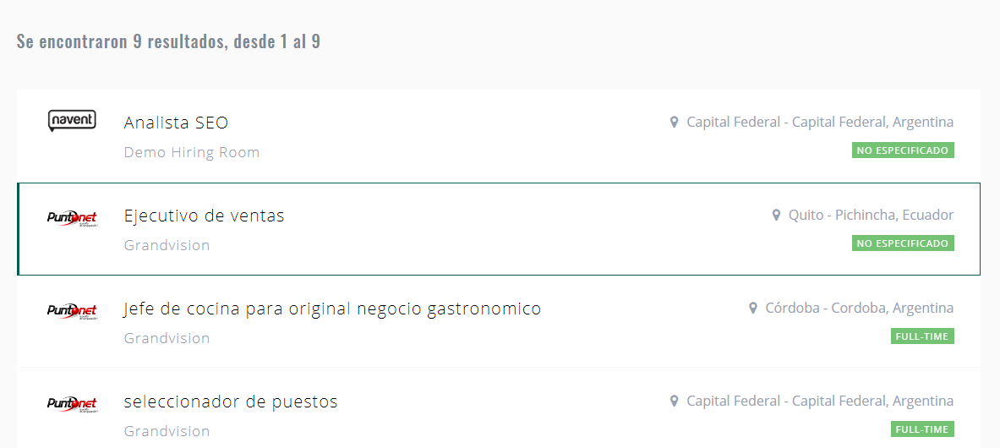 Se encontraron 9 resultados, desde 1 al 9
navent
Analista SEO
Capital Federal - Capital Federal, Argentina
Demo Hiring Room
NO ESPECIFICADO
Puntonet
Ejecutivo de ventas
Quito - Pichincha, Ecuador
Grandvision
NO ESPECIFICADO
Puntonet
Jefe de cocina para original negocio gastronomico
Córdoba - Cordoba, Argentina
Grandvision
FULL-TIME
Puntonet
seleccionador de puestos
Capital Federal - Capital Federal, Argentina
Grandvision
FULL-TIME